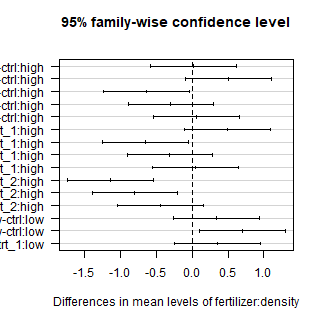 95% family-wise confidence level
-ctrl:high
-ctrl:high
-ctrl:high
-ctrl:high
-ctrl:high
t_1:high
t_1:high
t_1:high
t_1:high
t_2:high
t_2:high
t_2:high
-ctrl:low
-ctrl:low
trt_1:low
-1.5 -1.0 -0.5 0.0 0.5 1.0
Differences in mean levels of fertilizer:density